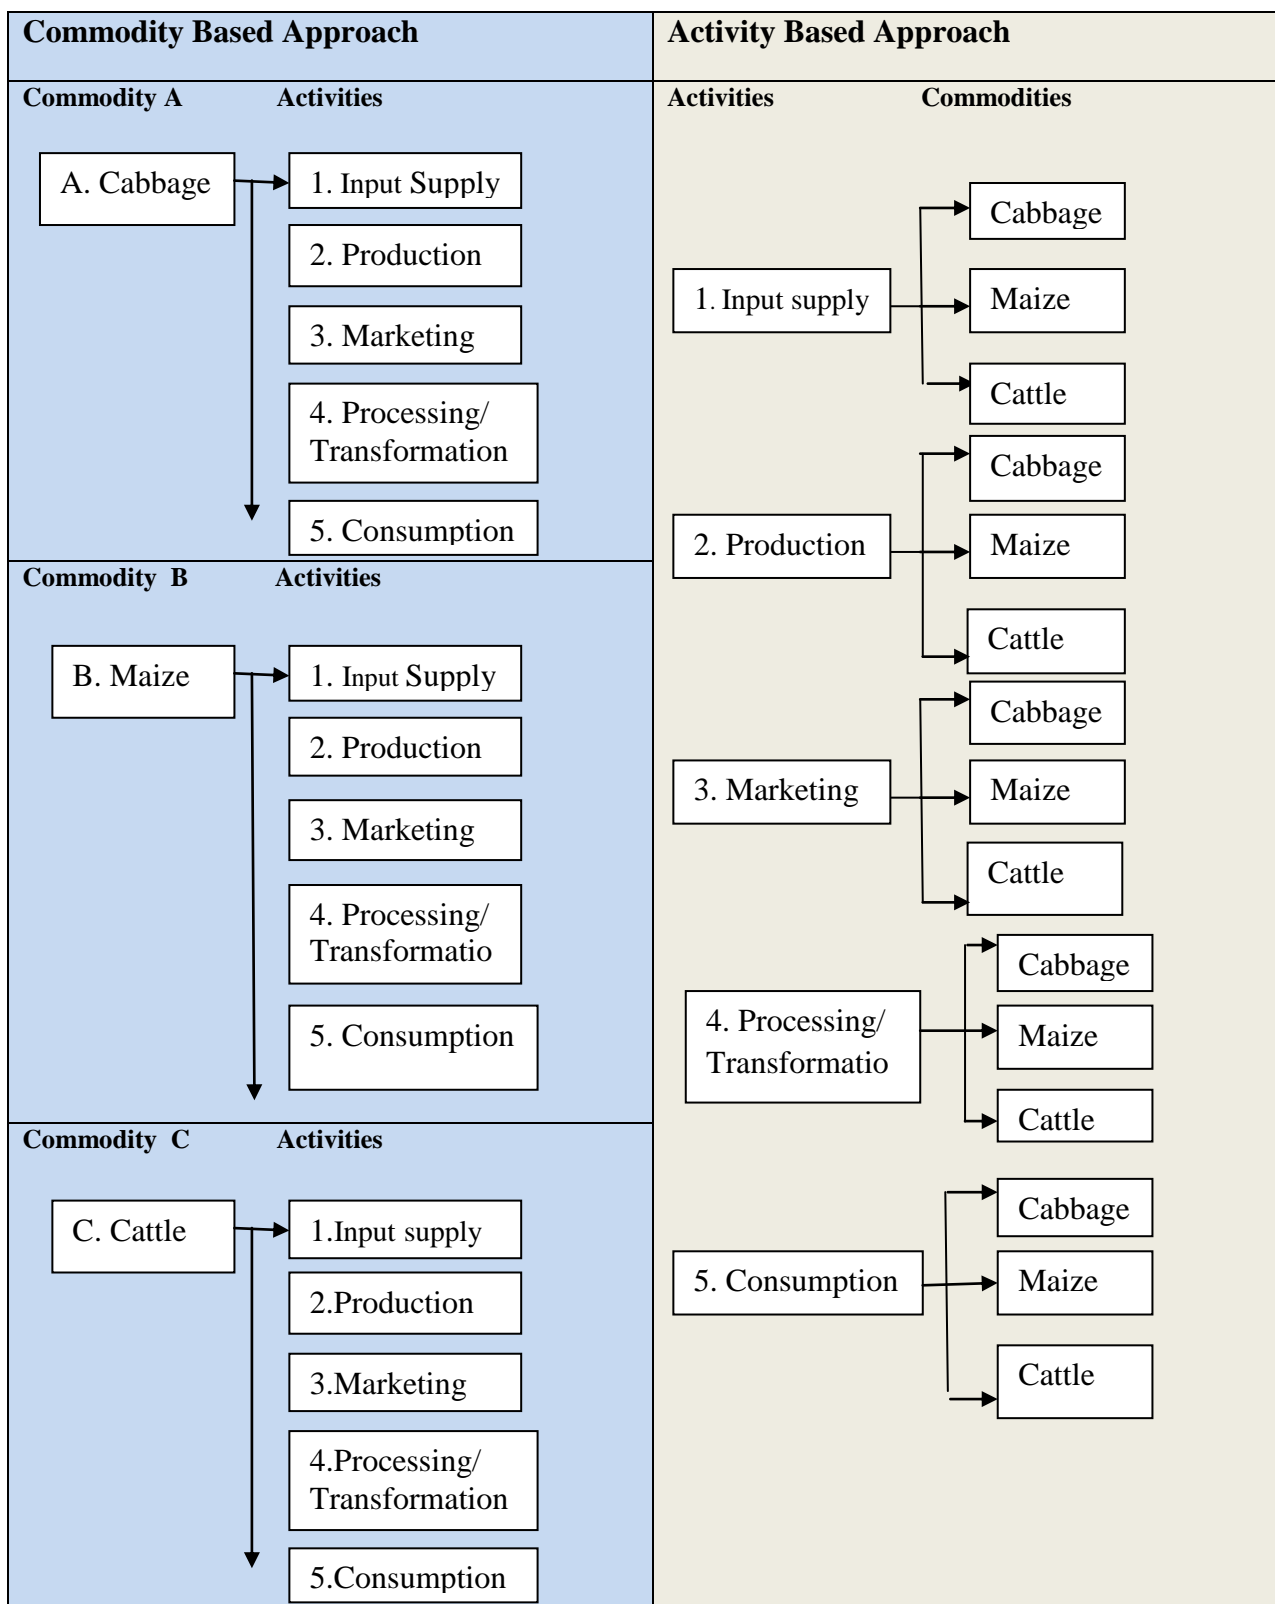 Commodity Based Approach
Commodity A Activities
A. Cabbage
1. Input Supply
2. Production
3. Marketing
4. Processing/
Transformation
5. Consumption
Commodity B Activities
B. Maize
1. Input Supply
2. Production
3. Marketing
4. Processing/
Transformatio
5. Consumption
Commodity C Activities
C. Cattle
1.Input supply
2.Production
3.Marketing
4.Processing/
Transformation
5.Consumption
Activity Based Approach
Activities Commodities
1. Input supply
Cabbage
Maize
Cattle
2. Production
Cabbage
Maize
Cattle
3. Marketing
Cabbage
Maize
Cattle
4. Processing/
Transformatio
Cabbage
Maize
Cattle
5. Consumption
Cabbage
Maize
Cattle